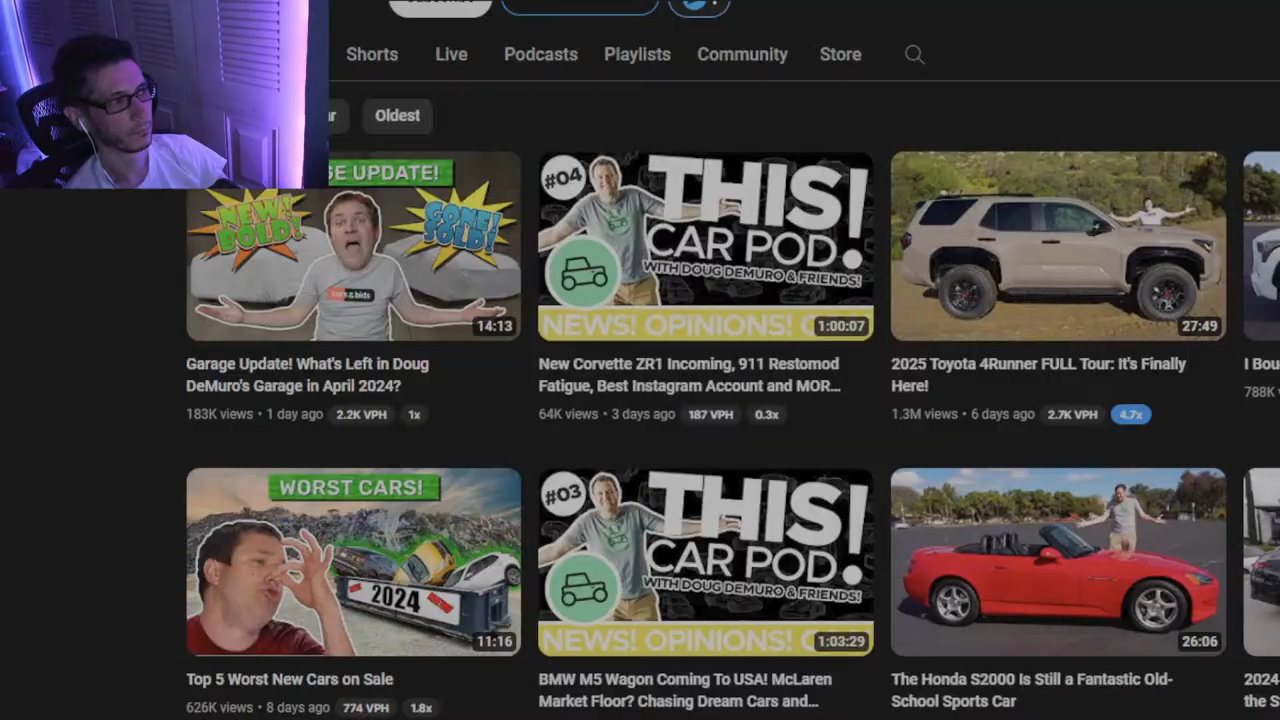 Shorts Live Podcasts Playlists Community Store
Oldest
GE UPDATE!
NEW!
BOLD!
GONE!
SOLD!
cars & bids
14:13
#04
THIS!
CAR POD
WITH DOUG DEMURO & FRIENDS!
NEWS! OPINIONS!
1:00:07
27:49
Garage Update! What's Left in Doug
DeMuro's Garage in April 2024?
183K views • 1 day ago 2.2K VPH 1x
New Corvette ZR1 Incoming, 911 Restomod
Fatigue, Best Instagram Account and MOR...
64K views • 3 days ago 187 VPH 0.3x
2025 Toyota 4Runner FULL Tour: It's Finally
Here!
1.3M views • 6 days ago 2.7K VPH 4.7x
I Bou
788K
WORST CARS!
2024
11:16
#03
THIS!
CAR POD
WITH DOUG DEMURO & FRIENDS!
NEWS! OPINIONS!
1:03:29
26:06
Top 5 Worst New Cars on Sale
626K views • 8 days ago 774 VPH 1.8x
BMW M5 Wagon Coming To USA! McLaren
Market Floor? Chasing Dream Cars and...
The Honda S2000 Is Still a Fantastic Old-
School Sports Car
2024
the S